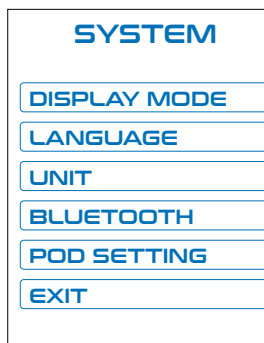 SYSTEM
DISPLAY MODE
LANGUAGE
UNIT
BLUETOOTH
POD SETTING
EXIT